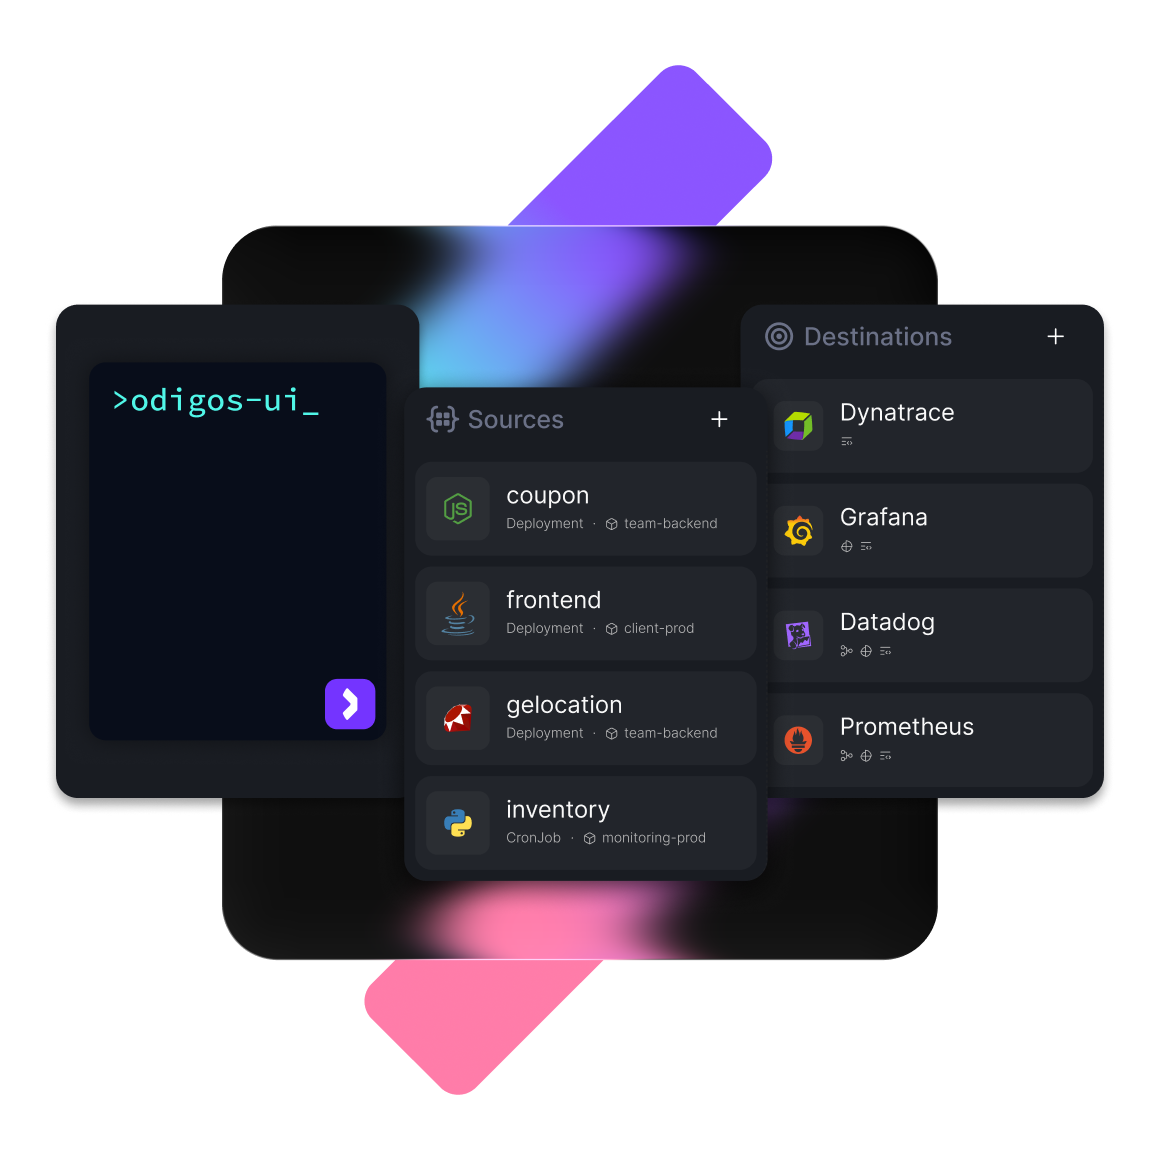 >odigos-ui_
Sources
coupon
Deployment · team-backend
frontend
Deployment · client-prod
gelocation
Deployment · team-backend
inventory
CronJob · monitoring-prod
Destinations
Dynatrace
Grafana
Datadog
Prometheus